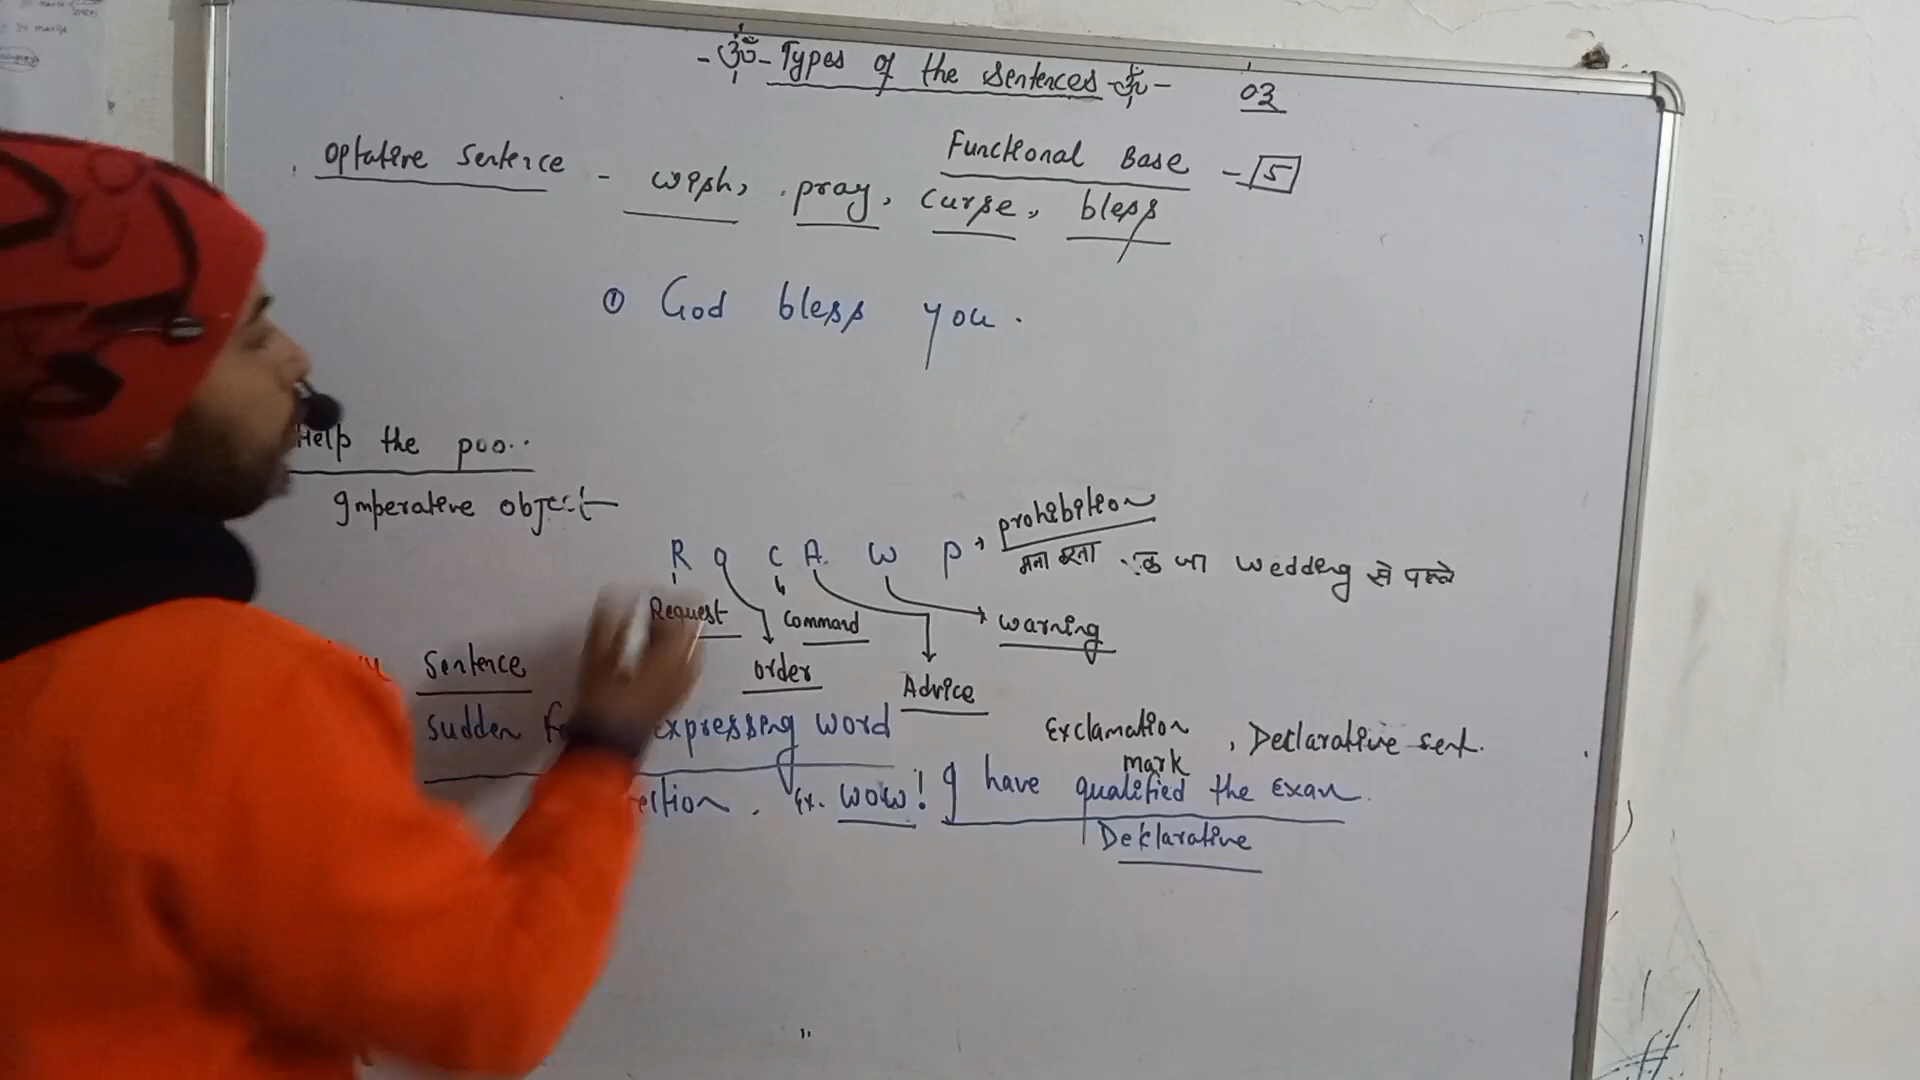 -ॐ- Types of the Sentences -ॐ- 03
Functional Base - 5
Optative Sentence - wish, pray, curse, bless
① God bless you.
Help the
Imperative object
R O C A W P → prohibition
मना करना
जा wedding से पहले
Request
Command
warning
order
Advice
Sentence
sudden expressing word
Exclamation mark, Declarative sent.
Ex. wow! I have qualified the Exam.
Declarative